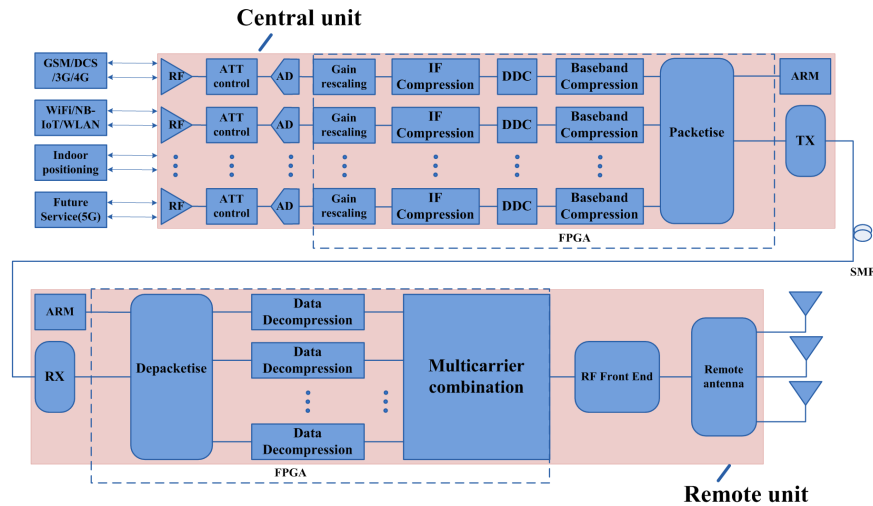 Central unit
GSM/DCS
/3G/4G
RF
ATT
control
AD
Gain
rescaling
IF
Compression
DDC
Baseband
Compression
ARM
WiFi/NB-
IoT/WLAN
RF
ATT
control
AD
Gain
rescaling
IF
Compression
DDC
Baseband
Compression
Packetise
TX
Indoor
positioning
Future
Service(5G)
RF
ATT
control
AD
Gain
rescaling
IF
Compression
DDC
Baseband
Compression
FPGA
SMF
ARM
RX
Depacketise
Data
Decompression
Data
Decompression
Data
Decompression
Multicarrier
combination
RF Front End
Remote
antenna
FPGA
Remote unit